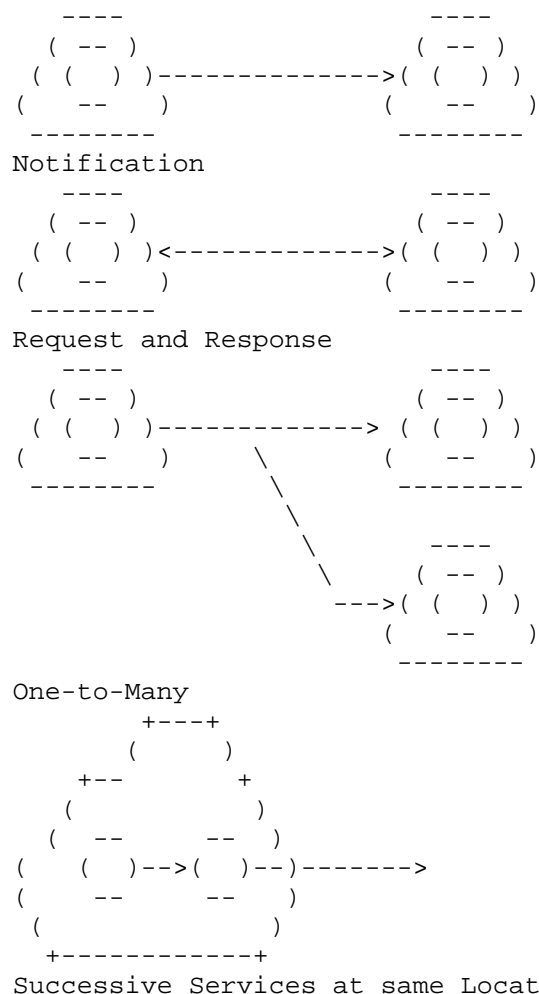 Notification
Request and Response
One-to-Many
Successive Services at same Locat